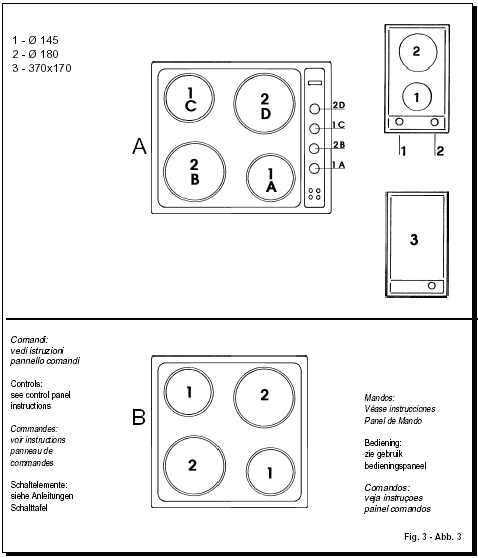 1 - Ø 145
2 - Ø 180
3 - 370x170
A
1
C
2
D
2
B
1
A
2D
1C
2B
1A
2
1
1
2
3
Comandi:
vedi istruzioni
pannello comandi
Controls:
see control panel
instructions
Commandes:
voir instructions
panneau de
commandes
Schaltelemente:
siehe Anleitungen
Schalttafel
B
1
2
2
1
Mandos:
Véase instrucciones
Panel de Mando
Bediening:
zie gebruik
bedieningspaneel
Comandos:
veja instruçoes
painel comandos
Fig. 3 - Abb. 3